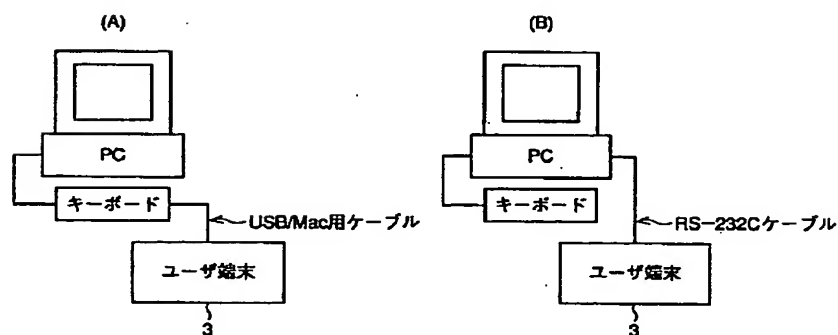 (A)
PC
キーボード
USB/Mac用ケーブル
ユーザ端末
3
(B)
PC
キーボード
RS-232Cケーブル
ユーザ端末
3